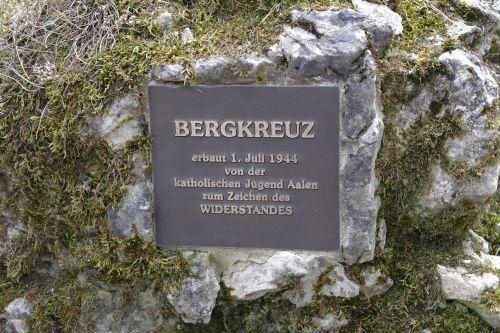 BERGKREUZ
erbaut 1. Juli 1944
von der
katholischen Jugend Aalen
zum Zeichen des
WIDERSTANDES